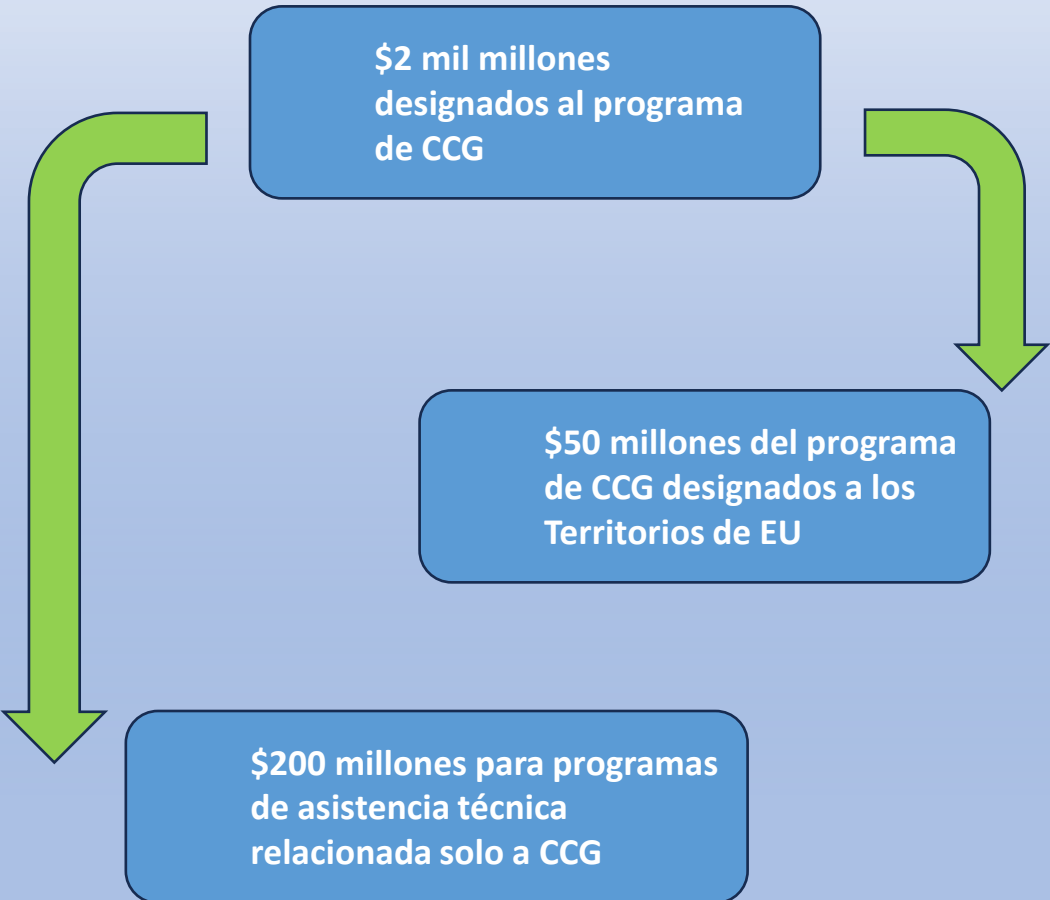 $2 mil millones
designados al programa
de CCG
$50 millones del programa
de CCG designados a los
Territorios de EU
$200 millones para programas
de asistencia técnica
relacionada solo a CCG